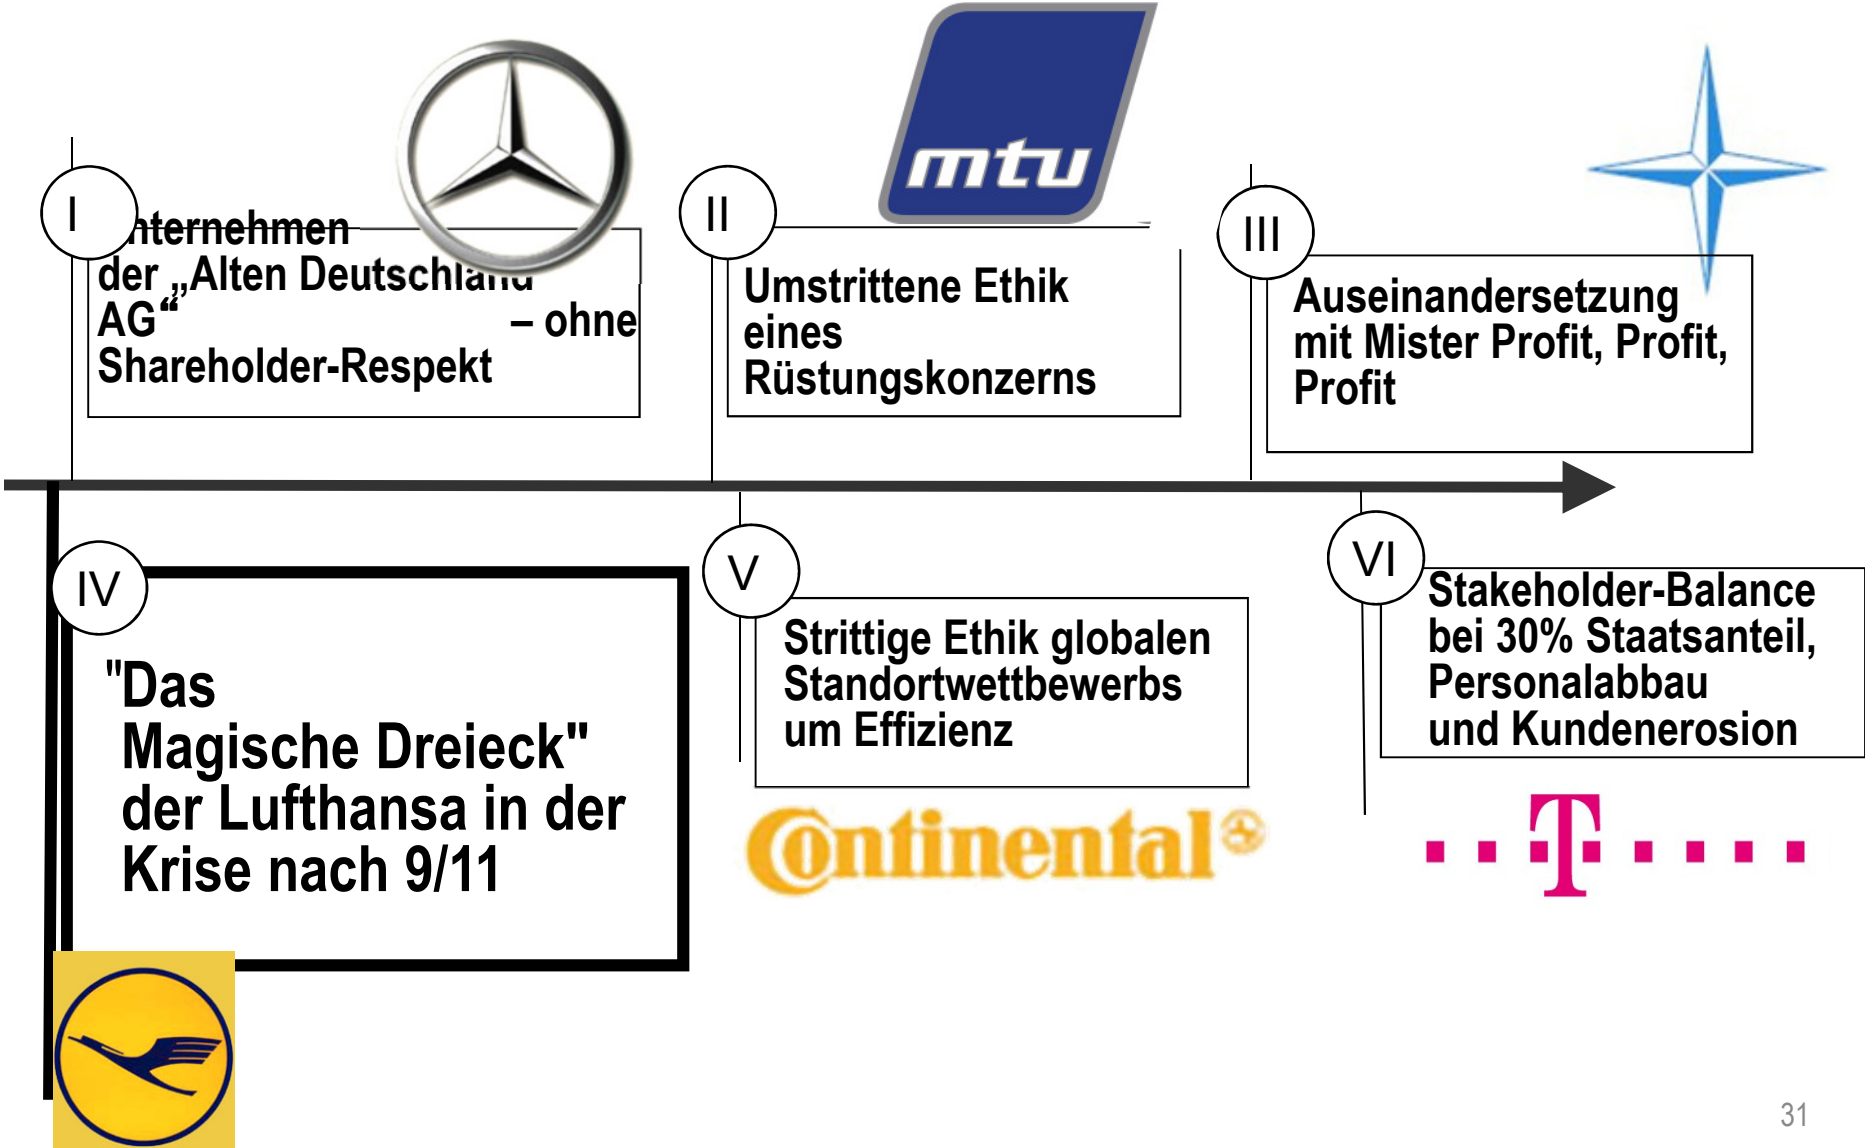 I
nternehmen
der „Alten Deutschland
AG“ – ohne
Shareholder-Respekt
mtu
II
Umstrittene Ethik
eines
Rüstungskonzerns
III
Auseinandersetzung
mit Mister Profit, Profit,
Profit
IV
"Das
Magische Dreieck"
der Lufthansa in der
Krise nach 9/11
V
Strittige Ethik globalen
Standortwettbewerbs
um Effizienz
Continental
VI
Stakeholder-Balance
bei 30% Staatsanteil,
Personalabbau
und Kundenerosion
T
31